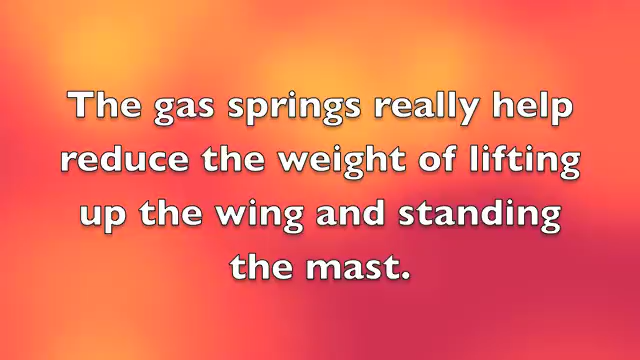 The gas springs really help
reduce the weight of lifting
up the wing and standing
the mast.